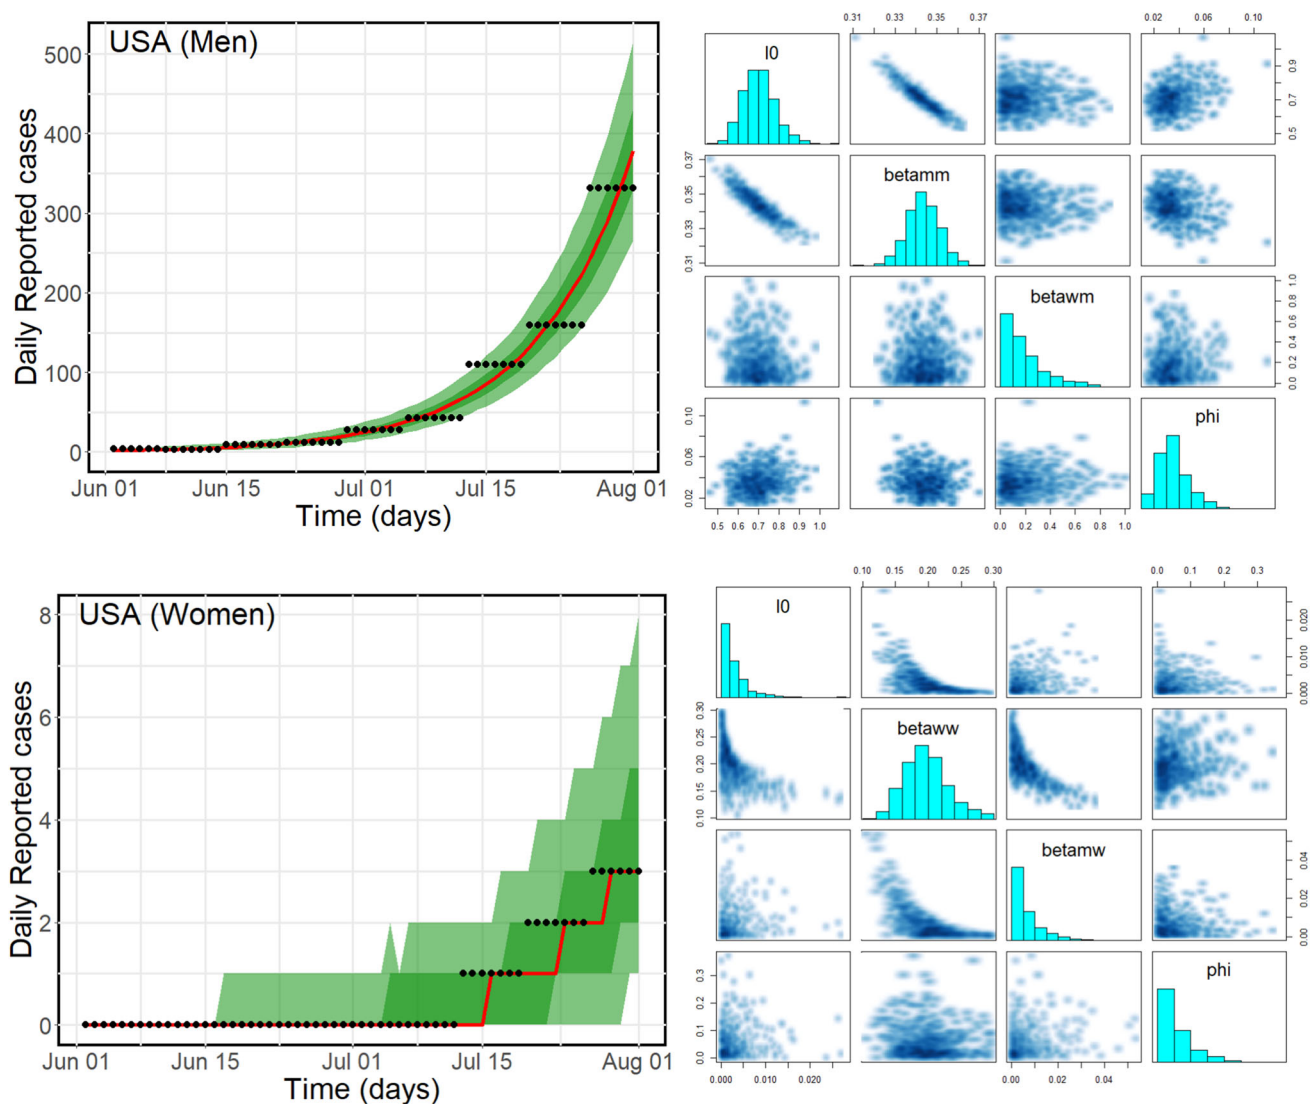 USA (Men)
Daily Reported cases
500
400
300
200
100
0
Jun 01 Jun 15 Jul 01 Jul 15 Aug 01
Time (days)
0.31 0.33 0.35 0.37
0.02 0.06 0.10
I0
0.5 0.7 0.9
0.31 0.33 0.35 0.37
betamm
betawm
0.0 0.2 0.4 0.6 0.8 1.0
0.02 0.06 0.10
phi
0.5 0.6 0.7 0.8 0.9 1.0
0.0 0.2 0.4 0.6 0.8 1.0
USA (Women)
Daily Reported cases
8
6
4
2
0
Jun 01 Jun 15 Jul 01 Jul 15 Aug 01
Time (days)
0.10 0.15 0.20 0.25 0.30
0.0 0.1 0.2 0.3
I0
0.000 0.010 0.020
0.10 0.15 0.20 0.25 0.30
betaww
betamw
0.00 0.02 0.04
0.0 0.1 0.2 0.3
phi
0.000 0.010 0.020
0.00 0.02 0.04